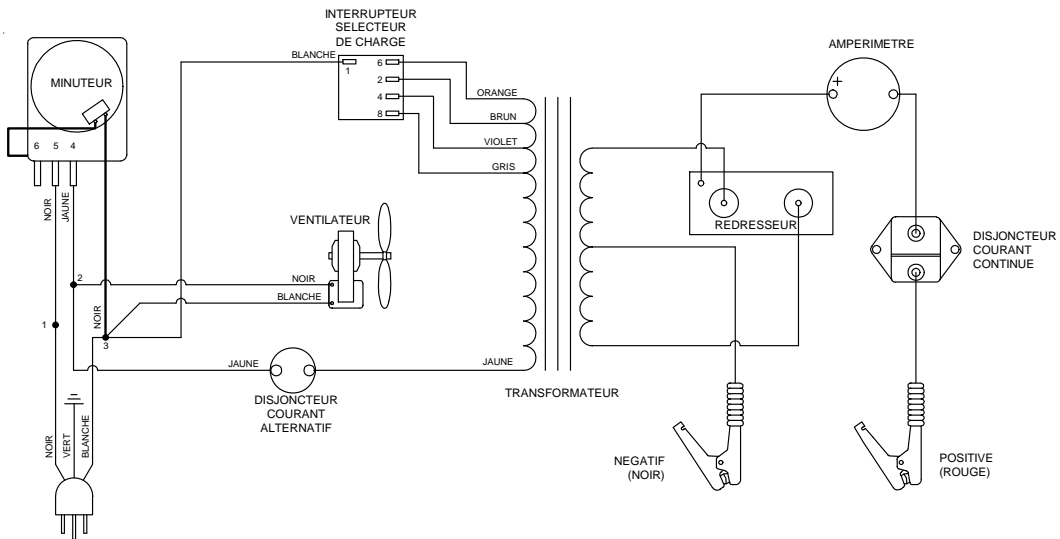 INTERRUPTEUR
SELECTEUR
DE CHARGE
BLANCHE
1
6
2
4
8
MINUTEUR
6 5 4
NOIR
JAUNE
ORANGE
BRUN
VIOLET
GRIS
AMPERIMETRE
+
REDRESSEUR
DISJONCTEUR
COURANT
CONTINUE
VENTILATEUR
NOIR
BLANCHE
2
1
NOIR
3
JAUNE
JAUNE
DISJONCTEUR
COURANT
ALTERNATIF
TRANSFORMATEUR
NOIR
VERT
BLANCHE
NEGATIF
(NOIR)
POSITIVE
(ROUGE)